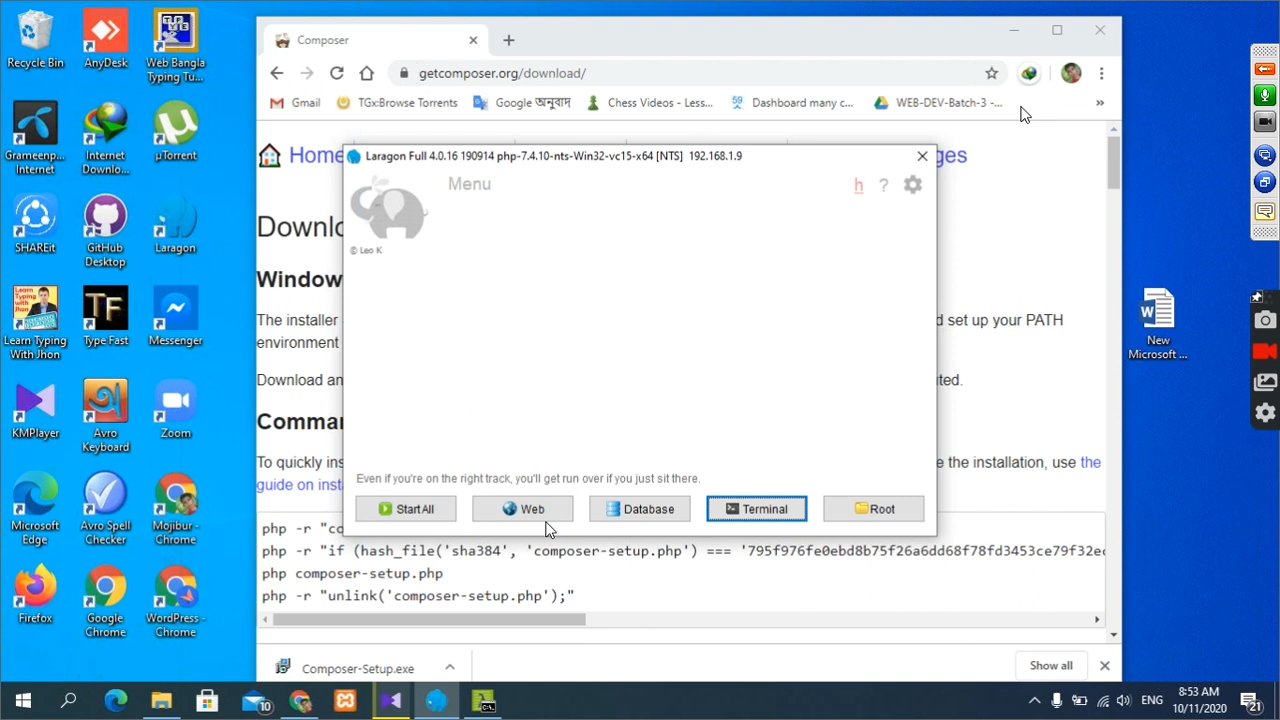 Recycle Bin
AnyDesk
Web Bangla
Typing Tu...
Grameenp...
Internet
Internet
Downlo...
µTorrent
SHAREit
GitHub
Desktop
Laragon
Learn Typing
With Jhon
Type Fast
Messenger
KMPlayer
Avro
Keyboard
Zoom
Microsoft
Edge
Avro Spell
Checker
Mojibur -
Chrome
Firefox
Google
Chrome
WordPress -
Chrome
Composer
getcomposer.org/download/
Gmail
TGx:Browse Torrents
Google অনুবাদ
Chess Videos - Less...
Dashboard many c...
WEB-DEV-Batch-3 -...
Home
ges
Downl
Window
The installer
d set up your PATH
environment
Download an
uted.
Comma
To quickly ins
e the installation, use the
guide on inst
php -r "c
php -r "if (hash_file('sha384', 'composer-setup.php') === '795f976fe0ebd8b75f26a6dd68f78fd3453ce79f32ec
php composer-setup.php
php -r "unlink('composer-setup.php');"
Laragon Full 4.0.16 190914 php-7.4.10-nts-Win32-vc15-x64 [NTS] 192.168.1.9
Menu
h ?
© Leo K
Even if you're on the right track, you'll get run over if you just sit there.
Start All
Web
Database
Terminal
Root
Composer-Setup.exe
Show all
New
Microsoft ...
10
ENG
8:53 AM
10/11/2020
21